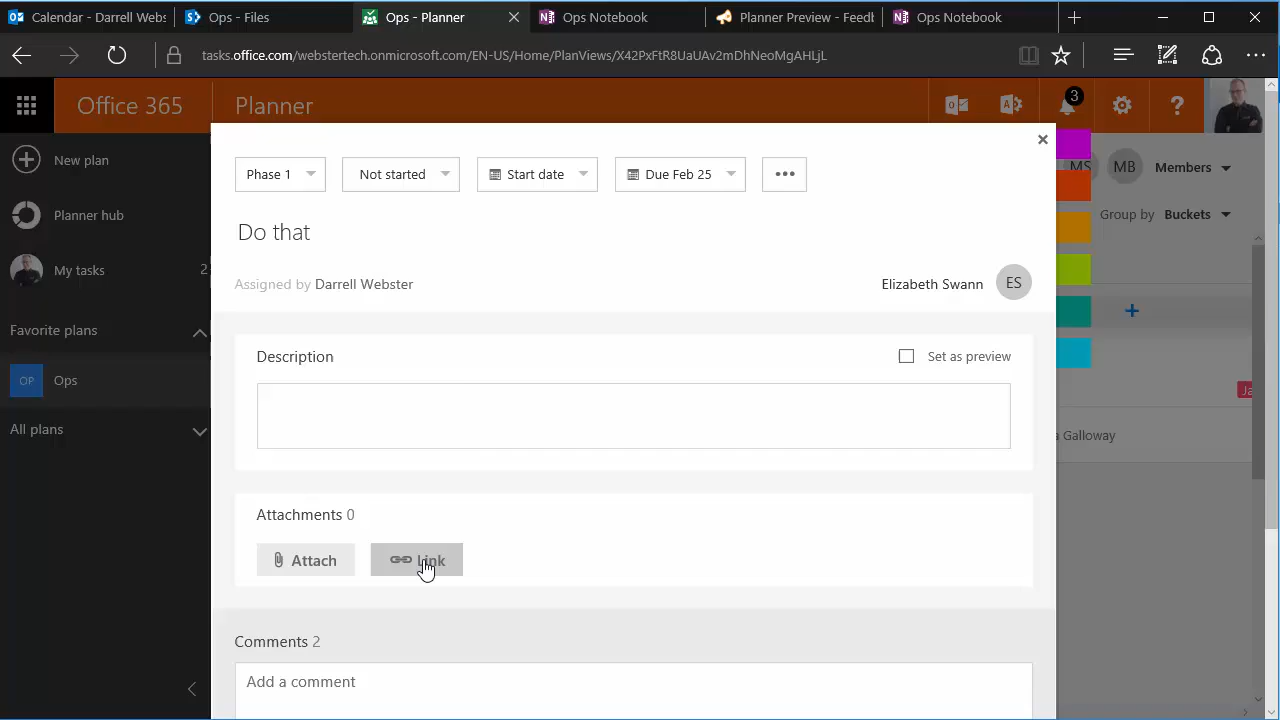 Calendar - Darrell Webs
Ops - Files
Ops - Planner
Ops Notebook
Planner Preview - Feedb
Ops Notebook
tasks.office.com/webstertech.onmicrosoft.com/EN-US/Home/PlanViews/X42PxFtR8UaUAv2mDhNeoMgAHLjL
Office 365
Planner
3
New plan
Planner hub
My tasks 2
Favorite plans
OP Ops
All plans
Phase 1
Not started
Start date
Due Feb 25
MS
MB
Members
Group by Buckets
Do that
Assigned by Darrell Webster
Elizabeth Swann
ES
Description
Set as preview
Ja
a Galloway
Attachments 0
Attach
Link
Comments 2
Add a comment